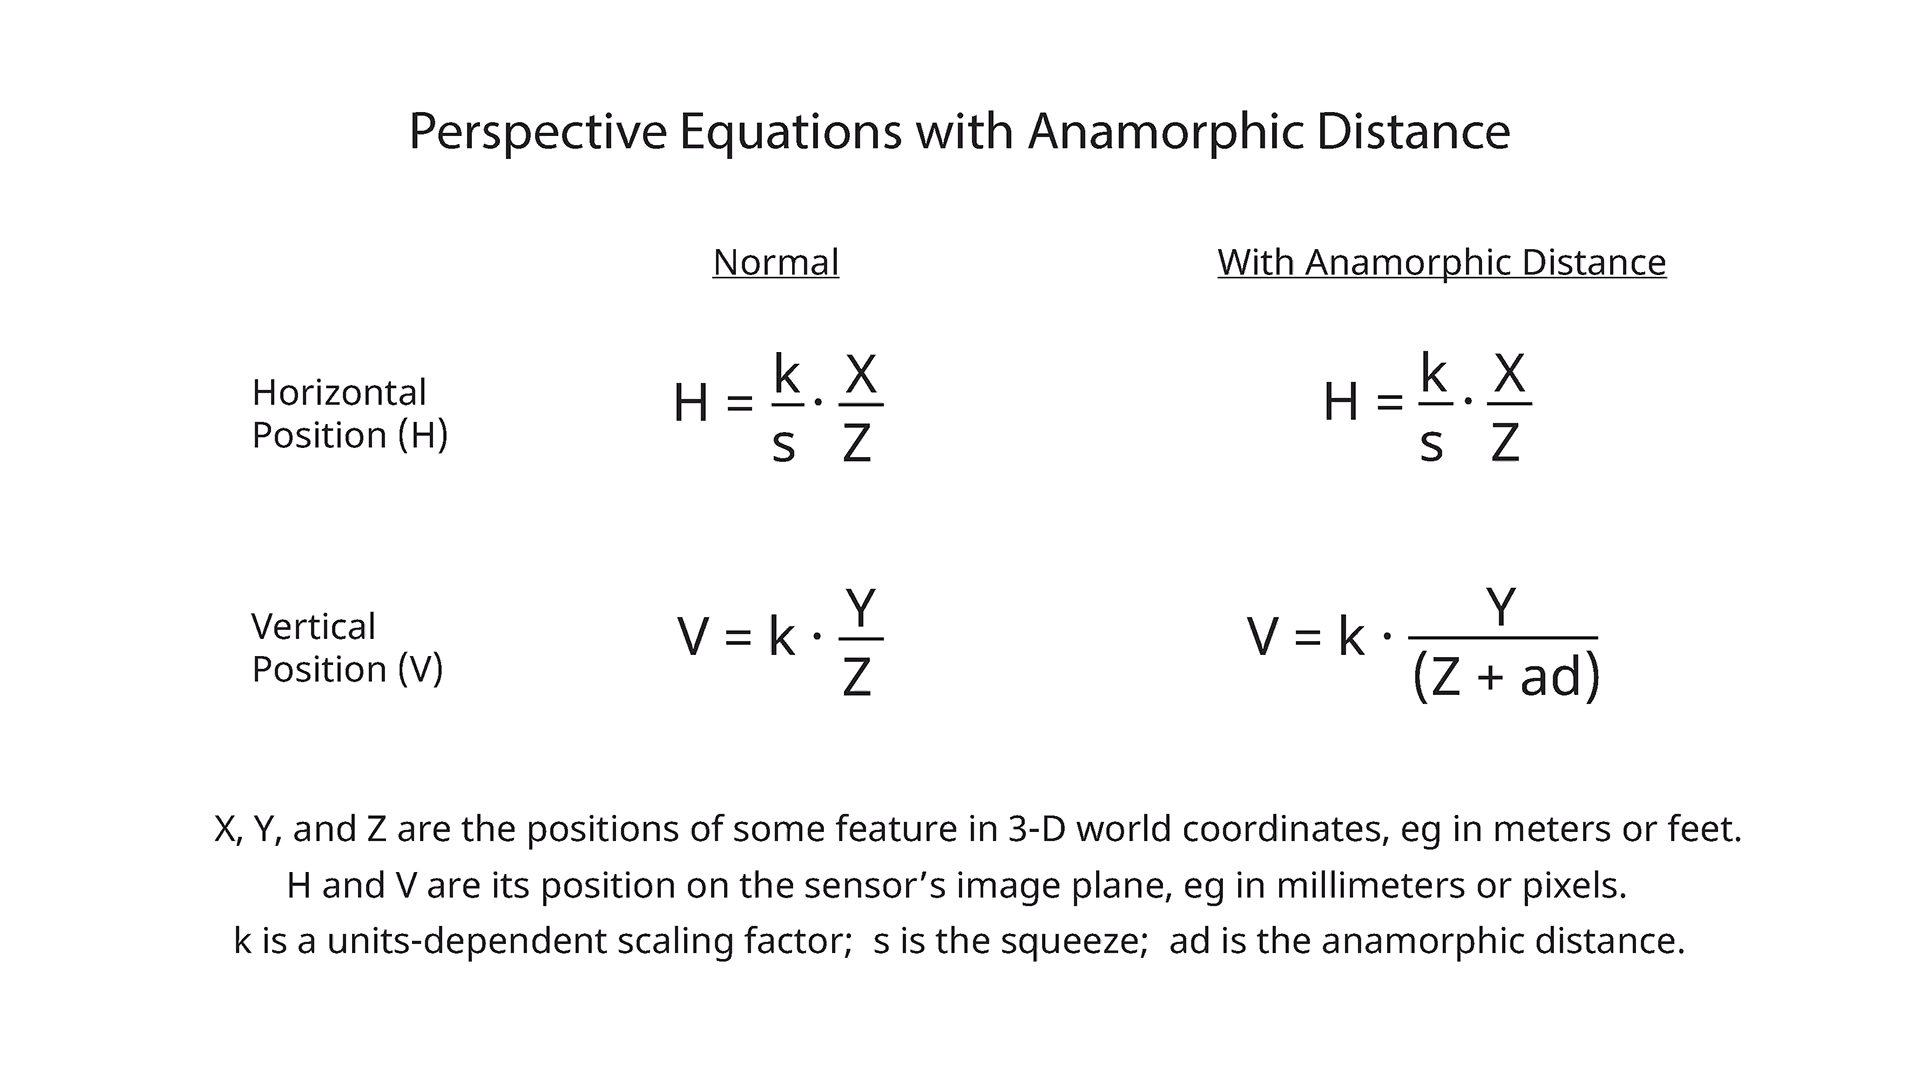 Perspective Equations with Anamorphic Distance
Normal
With Anamorphic Distance
Horizontal
Position (H)
H = k/s · X/Z
H = k/s · X/Z
Vertical
Position (V)
V = k · Y/Z
V = k · Y/(Z + ad)
X, Y, and Z are the positions of some feature in 3-D world coordinates, eg in meters or feet.
H and V are its position on the sensor’s image plane, eg in millimeters or pixels.
k is a units-dependent scaling factor;  s is the squeeze;  ad is the anamorphic distance.